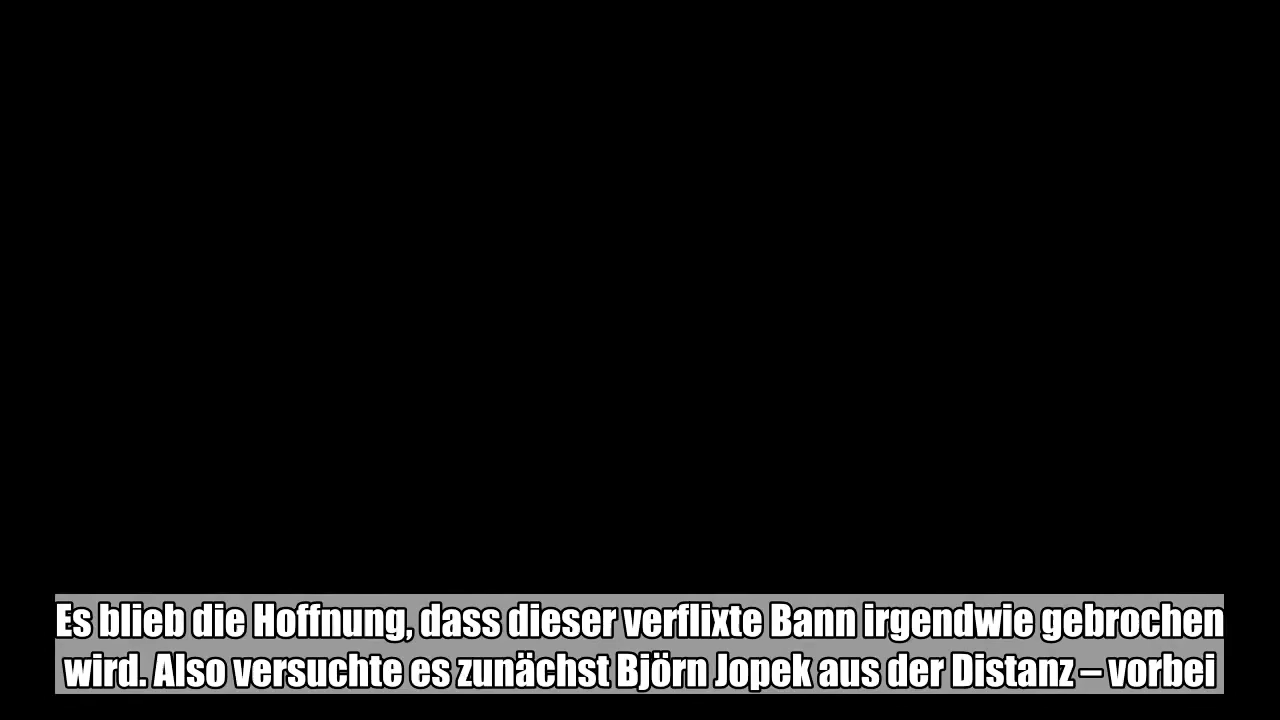 Es blieb die Hoffnung, dass dieser verflixte Bann irgendwie gebrochen
wird. Also versuchte es zunächst Björn Jopek aus der Distanz – vorbei